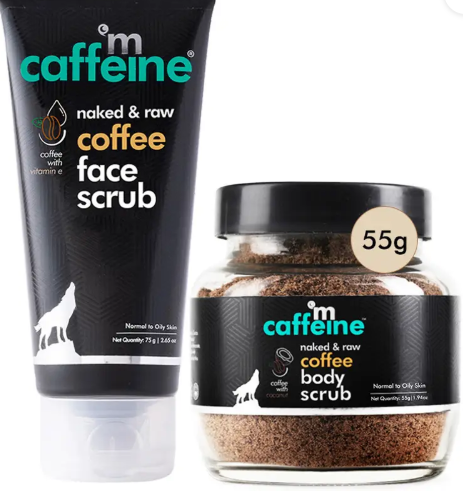 'm
caffeine®
naked & raw
coffee
face
scrub
coffee
with
vitamin e
Normal to Oily Skin
Net Quantity: 75 g | 2.65 oz
55g
'm
caffeine™
naked & raw
coffee
body
scrub
coffee
with
coconut
Normal to Oily Skin
Net Quantity: 55g | 1.94oz